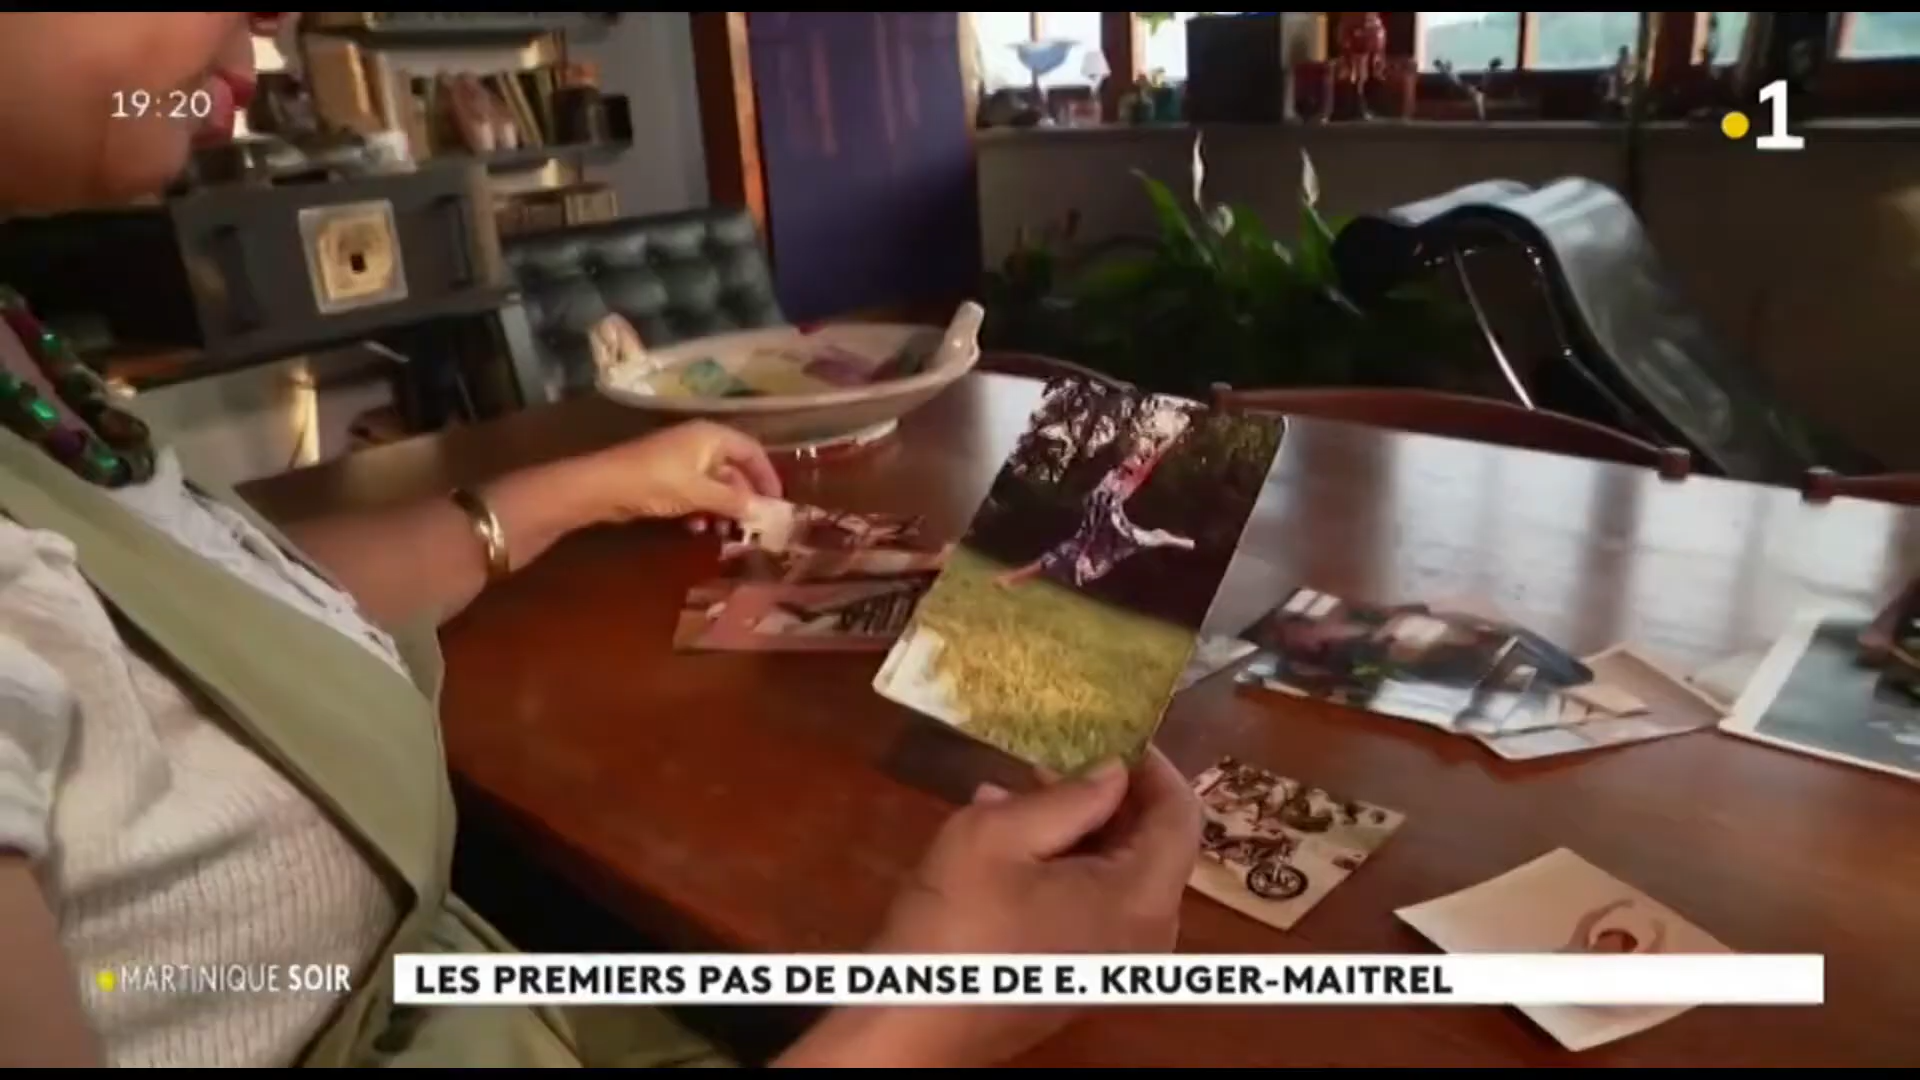 19:20
1
MARTINIQUE SOIR
LES PREMIERS PAS DE DANSE DE E. KRUGER-MAITREL